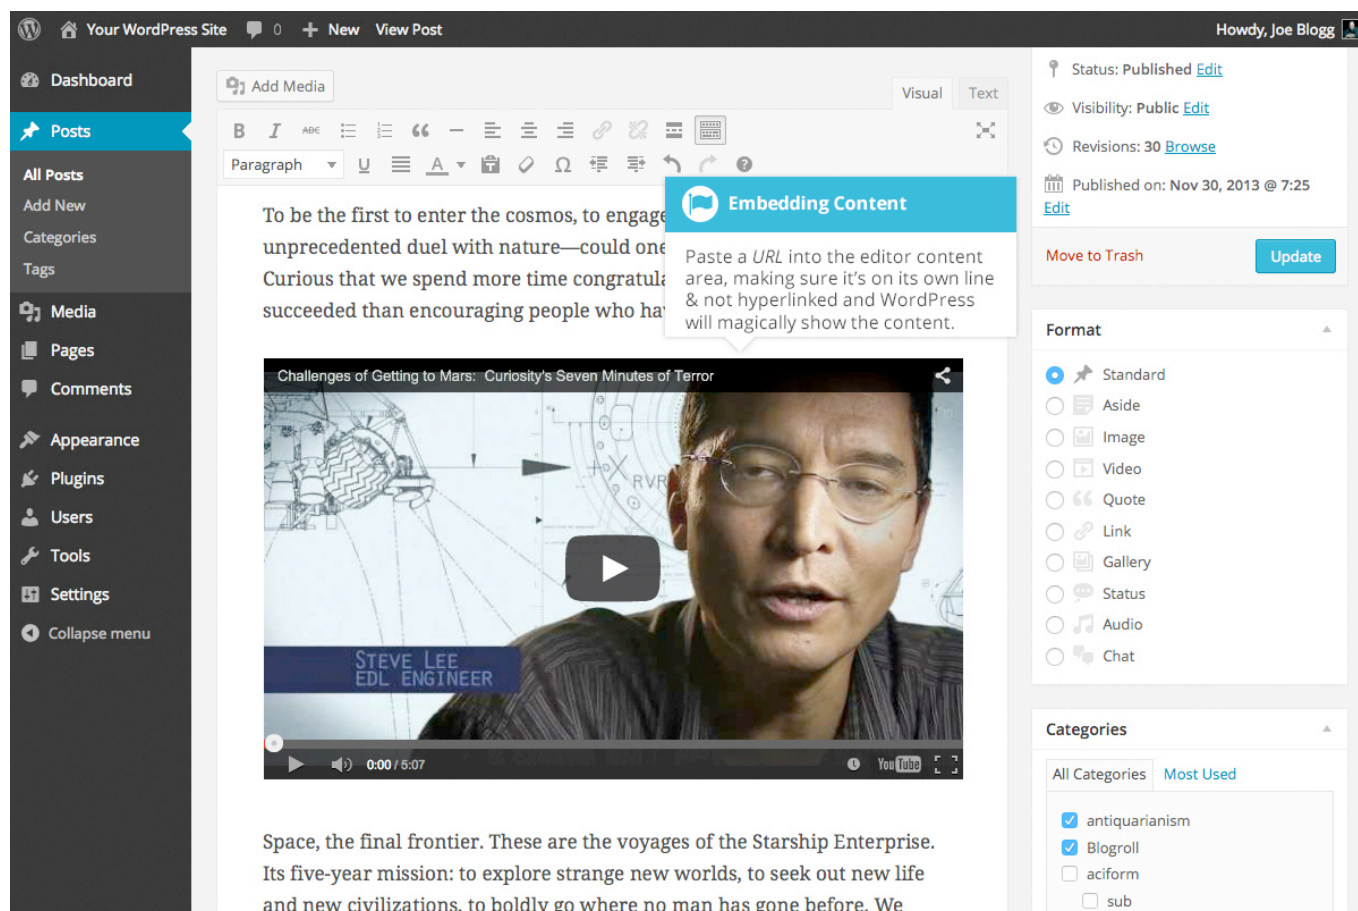 Your WordPress Site
0
New
View Post
Howdy, Joe Blogg
Dashboard
Posts
All Posts
Add New
Categories
Tags
Media
Pages
Comments
Appearance
Plugins
Users
Tools
Settings
Collapse menu
Add Media
Visual
Text
B I ABC
Paragraph
U A Ω
To be the first to enter the cosmos, to engage
unprecedented duel with nature—could one
Curious that we spend more time congratula
succeeded than encouraging people who hav
Embedding Content
Paste a URL into the editor content
area, making sure it's on its own line
& not hyperlinked and WordPress
will magically show the content.
Challenges of Getting to Mars: Curiosity's Seven Minutes of Terror
RVR
STEVE LEE
EDL ENGINEER
0:00 / 5:07
YouTube
Space, the final frontier. These are the voyages of the Starship Enterprise.
Its five-year mission: to explore strange new worlds, to seek out new life
and new civilizations, to boldly go where no man has gone before. We
Status: Published Edit
Visibility: Public Edit
Revisions: 30 Browse
Published on: Nov 30, 2013 @ 7:25
Edit
Move to Trash
Update
Format
Standard
Aside
Image
Video
Quote
Link
Gallery
Status
Audio
Chat
Categories
All Categories
Most Used
antiquarianism
Blogroll
aciform
sub